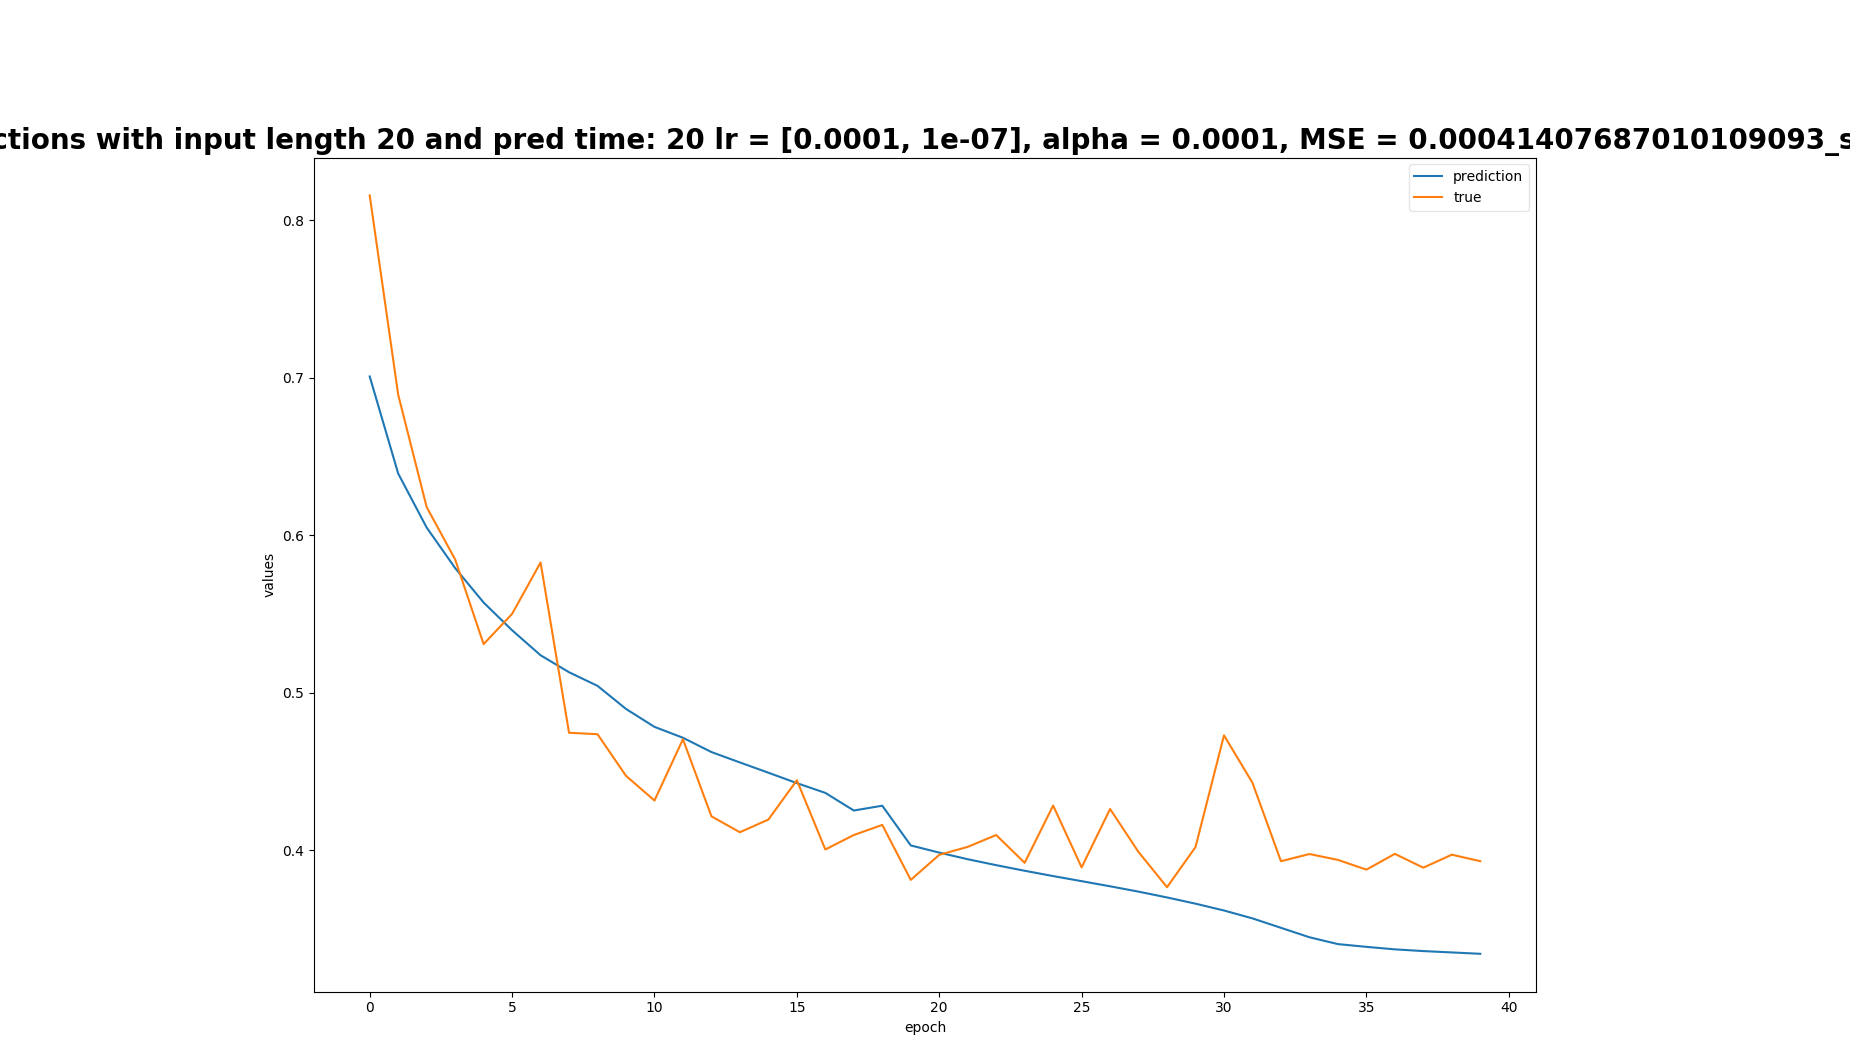 ctions with input length 20 and pred time: 20 lr = [0.0001, 1e-07], alpha = 0.0001, MSE = 0.00041407687010109093_s
prediction
true
0.8
0.7
0.6
0.5
0.4
values
0 5 10 15 20 25 30 35 40
epoch